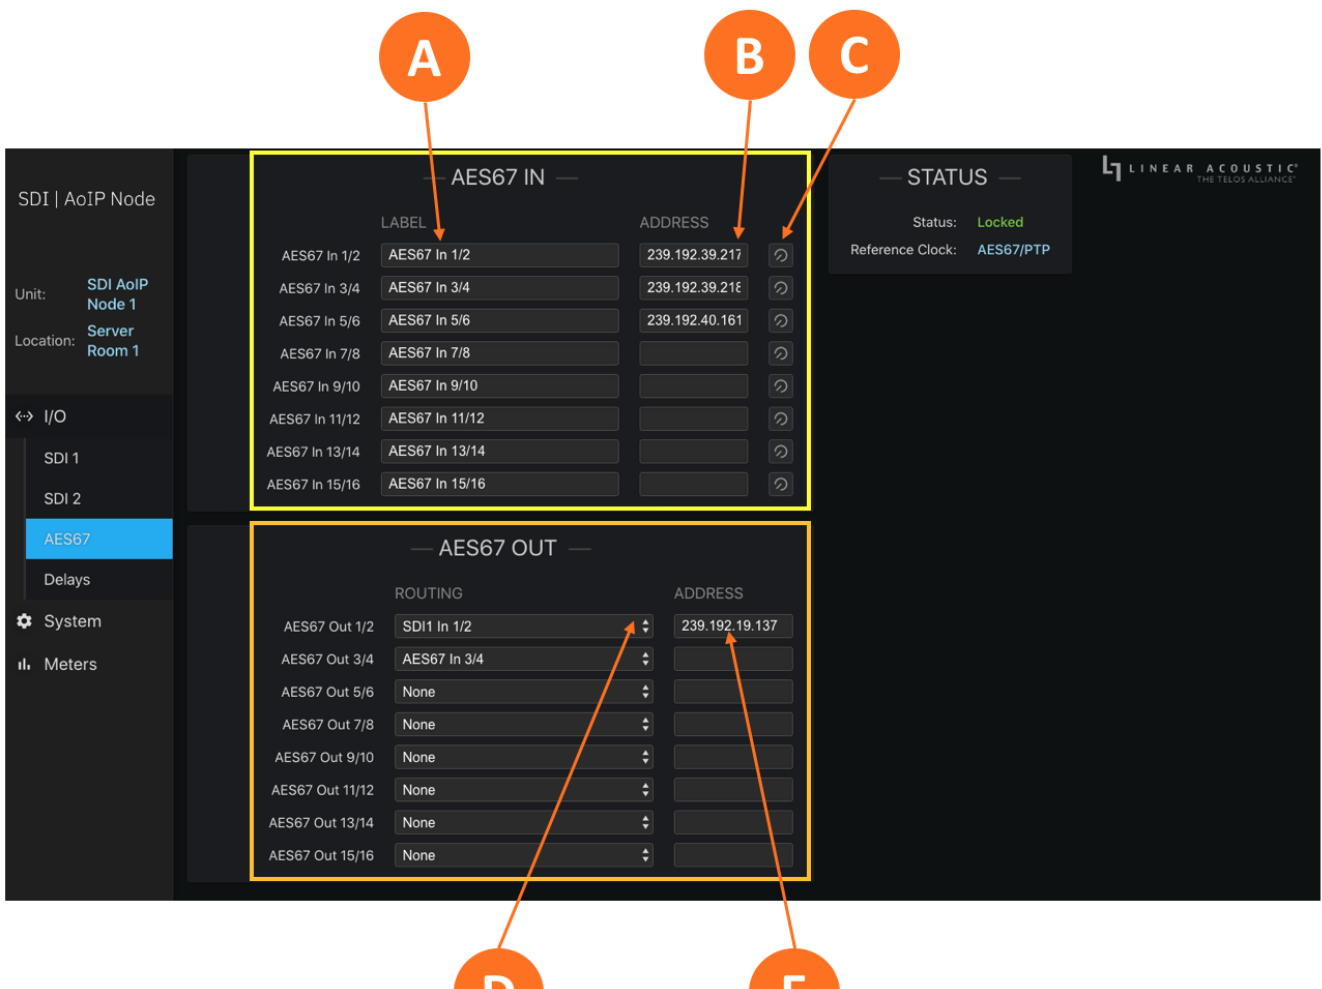 A
B
C
SDI | AoIP Node
Unit: SDI AoIP Node 1
Location: Server Room 1
I/O
SDI 1
SDI 2
AES67
Delays
System
Meters
AES67 IN
LABEL ADDRESS
AES67 In 1/2 AES67 In 1/2 239.192.39.217
AES67 In 3/4 AES67 In 3/4 239.192.39.218
AES67 In 5/6 AES67 In 5/6 239.192.40.161
AES67 In 7/8 AES67 In 7/8
AES67 In 9/10 AES67 In 9/10
AES67 In 11/12 AES67 In 11/12
AES67 In 13/14 AES67 In 13/14
AES67 In 15/16 AES67 In 15/16
AES67 OUT
ROUTING ADDRESS
AES67 Out 1/2 SDI1 In 1/2 239.192.19.137
AES67 Out 3/4 AES67 In 3/4
AES67 Out 5/6 None
AES67 Out 7/8 None
AES67 Out 9/10 None
AES67 Out 11/12 None
AES67 Out 13/14 None
AES67 Out 15/16 None
STATUS
Status: Locked
Reference Clock: AES67/PTP
LINEAR ACOUSTIC®
THE TELOS ALLIANCE®
D